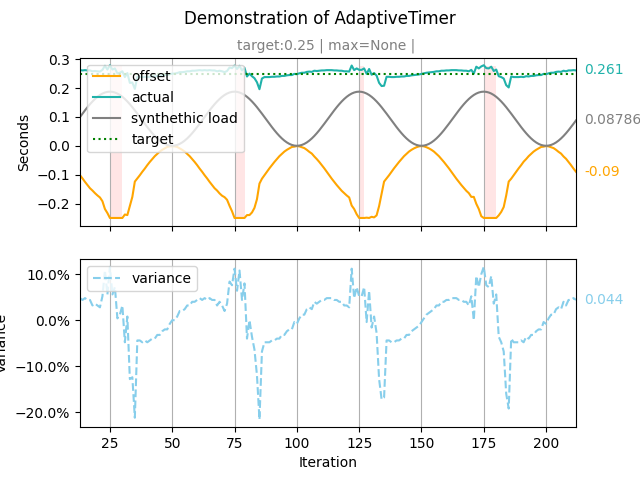 Demonstration of AdaptiveTimer
target:0.25 | max=None |
0.3
0.2
0.1
0.0
−0.1
−0.2
Seconds
offset
actual
synthethic load
target
0.261
0.08786
-0.09
10.0%
0.0%
−10.0%
−20.0%
variance
0.044
25
50
75
100
125
150
175
200
Iteration